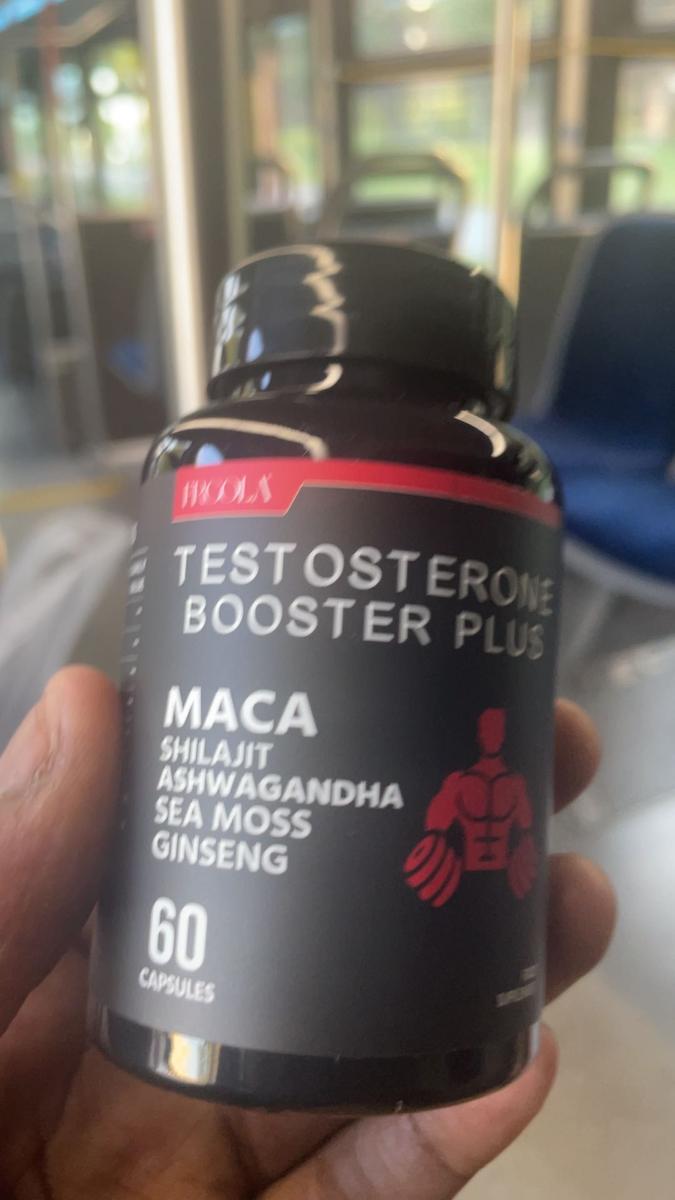 TESTOSTERONE
BOOSTER PLUS
MACA
SHILAJIT
ASHWAGANDHA
SEA MOSS
GINSENG
60
CAPSULES